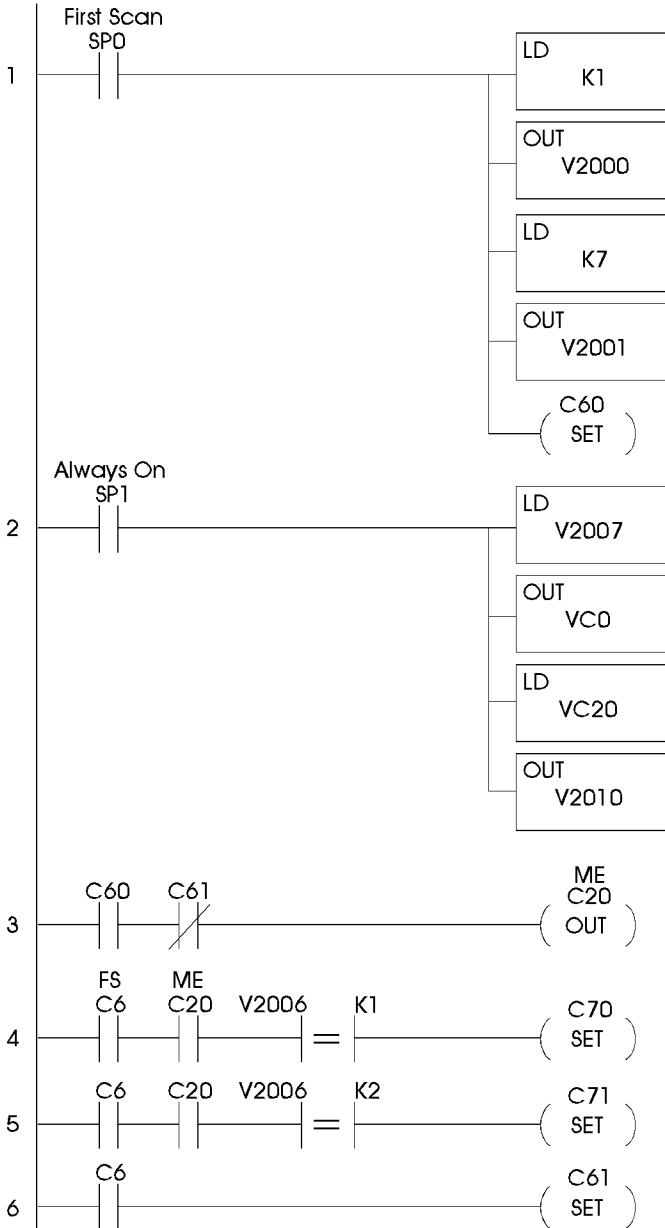 First Scan
SP0
1
LD
K1
OUT
V2000
LD
K7
OUT
V2001
C60
SET
Always On
SP1
2
LD
V2007
OUT
VC0
LD
VC20
OUT
V2010
ME
C60 C61 C20
3 OUT
FS ME
C6 C20 V2006 K1 C70
4 = SET
C6 C20 V2006 K2 C71
5 = SET
C6 C61
6 SET